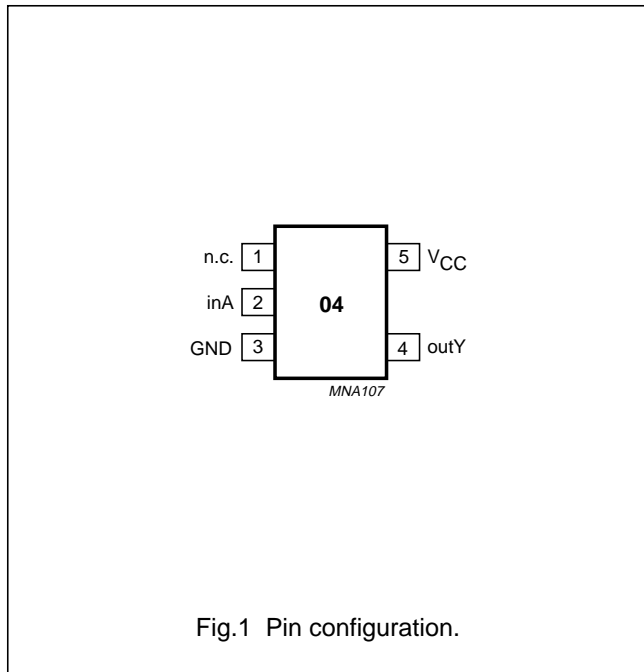 n.c. 1 5 VCC
inA 2 04
GND 3 4 outY
MNA107
Fig.1 Pin configuration.